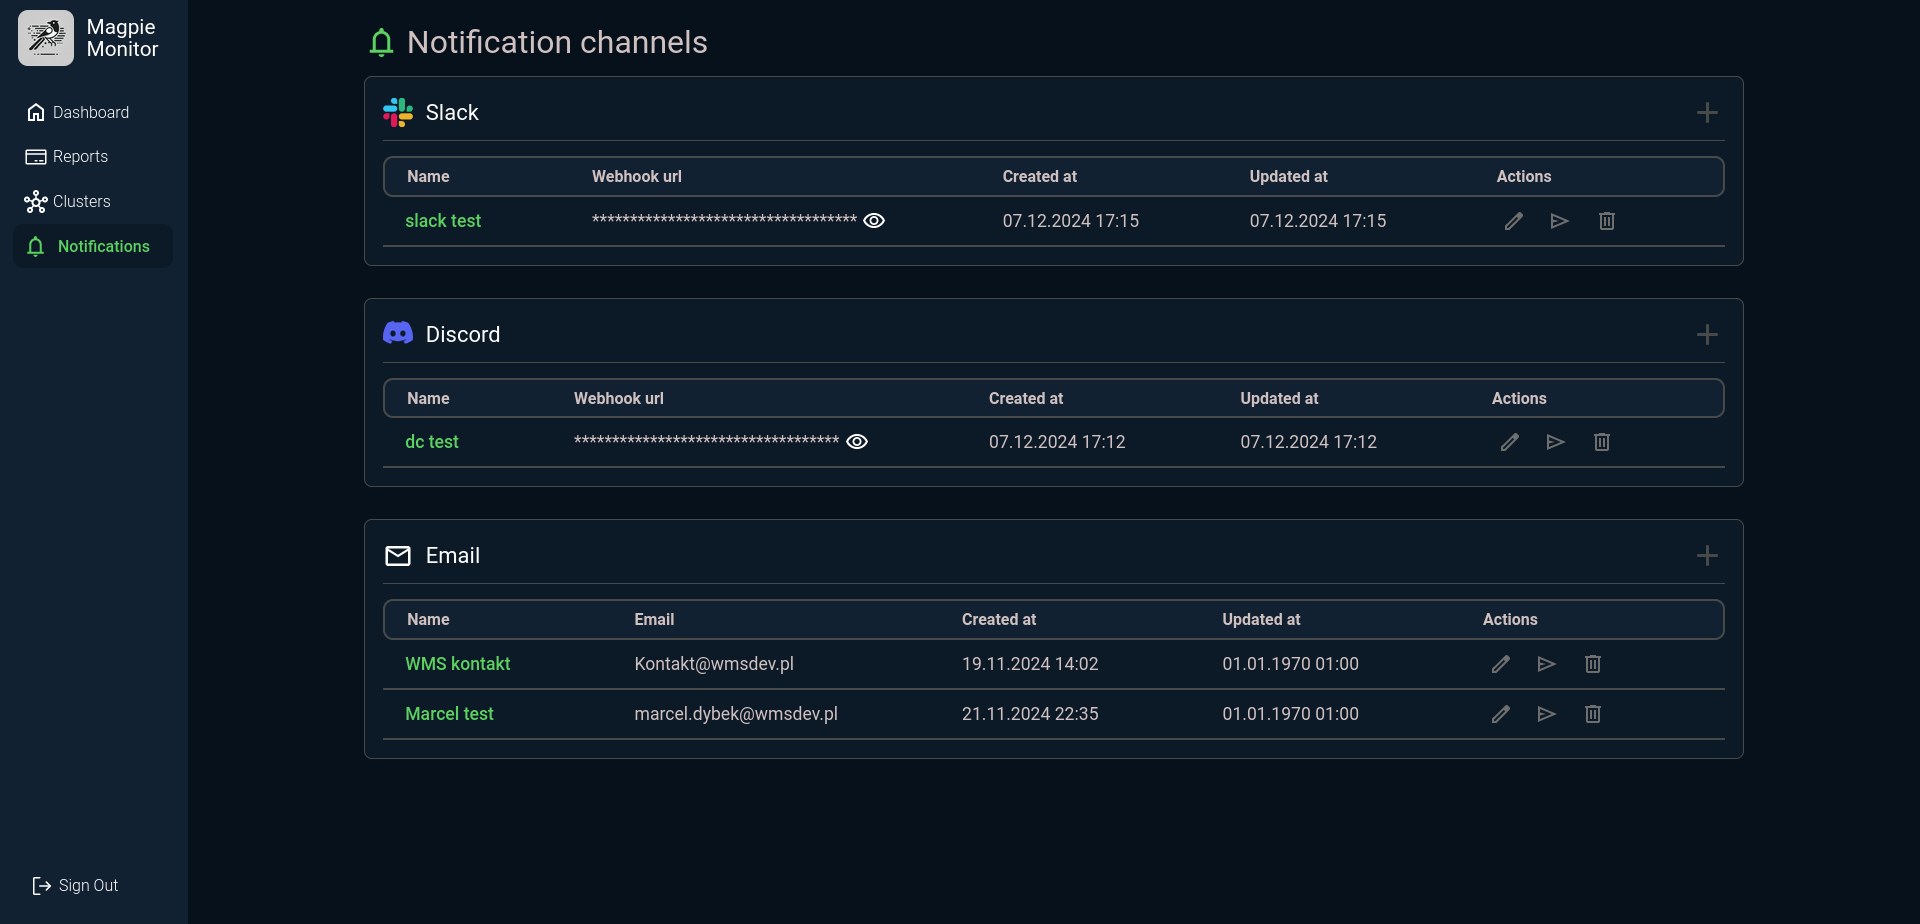 Magpie
Monitor
Dashboard
Reports
Clusters
Notifications
Sign Out
Notification channels
Slack
Name Webhook url Created at Updated at Actions
slack test *********************************** 07.12.2024 17:15 07.12.2024 17:15
Discord
Name Webhook url Created at Updated at Actions
dc test *********************************** 07.12.2024 17:12 07.12.2024 17:12
Email
Name Email Created at Updated at Actions
WMS kontakt Kontakt@wmsdev.pl 19.11.2024 14:02 01.01.1970 01:00
Marcel test marcel.dybek@wmsdev.pl 21.11.2024 22:35 01.01.1970 01:00